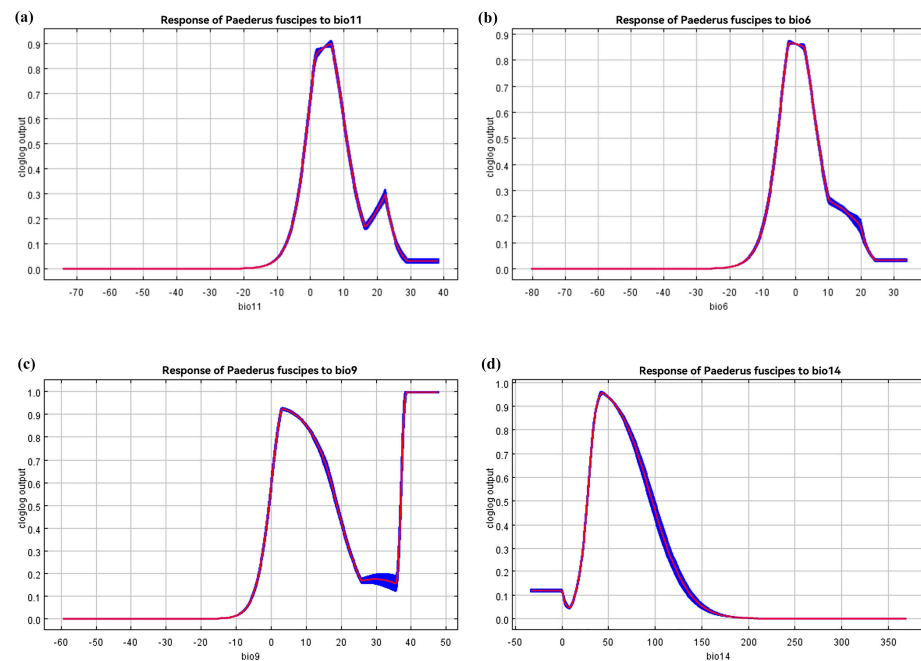 (a)
Response of Paederus fuscipes to bio11
cloglog output
0.9
0.8
0.7
0.6
0.5
0.4
0.3
0.2
0.1
0.0
-70 -60 -50 -40 -30 -20 -10 0 10 20 30 40
bio11
(b)
Response of Paederus fuscipes to bio6
cloglog output
0.9
0.8
0.7
0.6
0.5
0.4
0.3
0.2
0.1
0.0
-80 -70 -60 -50 -40 -30 -20 -10 0 10 20 30
bio6
(c)
Response of Paederus fuscipes to bio9
cloglog output
1.0
0.9
0.8
0.7
0.6
0.5
0.4
0.3
0.2
0.1
0.0
-60 -50 -40 -30 -20 -10 0 10 20 30 40 50
bio9
(d)
Response of Paederus fuscipes to bio14
cloglog output
1.0
0.9
0.8
0.7
0.6
0.5
0.4
0.3
0.2
0.1
0.0
-50 0 50 100 150 200 250 300 350
bio14